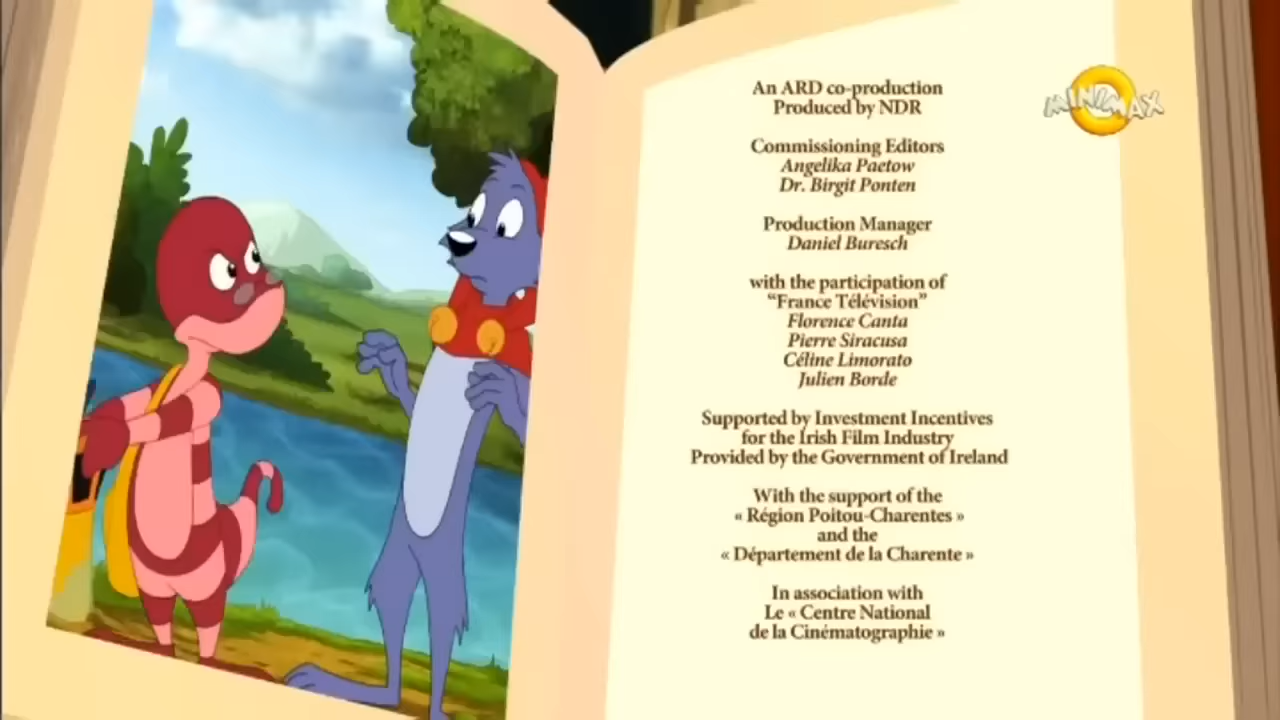 An ARD co-production
Produced by NDR
Commissioning Editors
Angelika Paetow
Dr. Birgit Ponten
Production Manager
Daniel Buresch
with the participation of
“France Télévision”
Florence Canta
Pierre Siracusa
Céline Limorato
Julien Borde
Supported by Investment Incentives
for the Irish Film Industry
Provided by the Government of Ireland
With the support of the
« Région Poitou-Charentes »
and the
« Département de la Charente »
In association with
Le « Centre National
de la Cinématographie »
MINIMAX